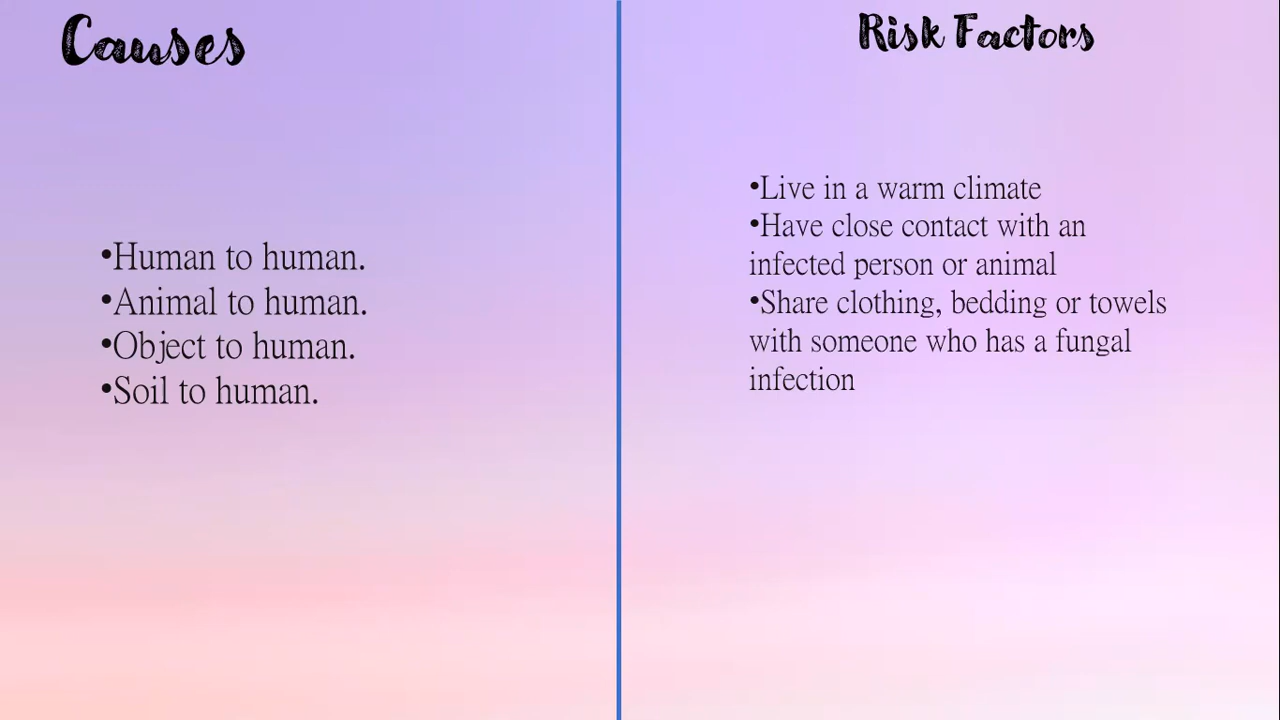 Causes
•Human to human.
•Animal to human.
•Object to human.
•Soil to human.
Risk Factors
•Live in a warm climate
•Have close contact with an
infected person or animal
•Share clothing, bedding or towels
with someone who has a fungal
infection